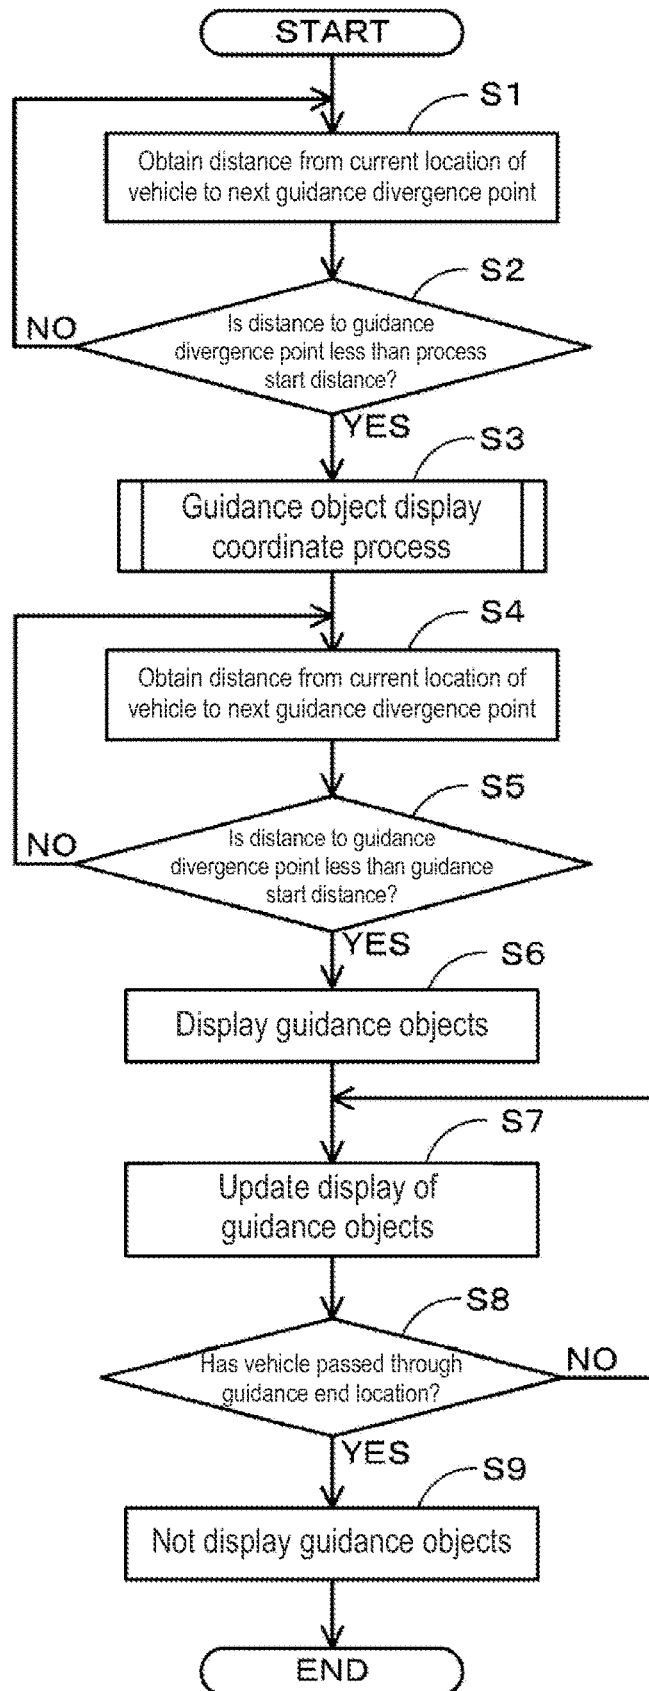 START
S1
Obtain distance from current location of
vehicle to next guidance divergence point
S2
Is distance to guidance
divergence point less than process
start distance?
NO
YES
S3
Guidance object display
coordinate process
S4
Obtain distance from current location of
vehicle to next guidance divergence point
S5
Is distance to guidance
divergence point less than guidance
start distance?
NO
YES
S6
Display guidance objects
S7
Update display of
guidance objects
S8
Has vehicle passed through
guidance end location?
NO
YES
S9
Not display guidance objects
END